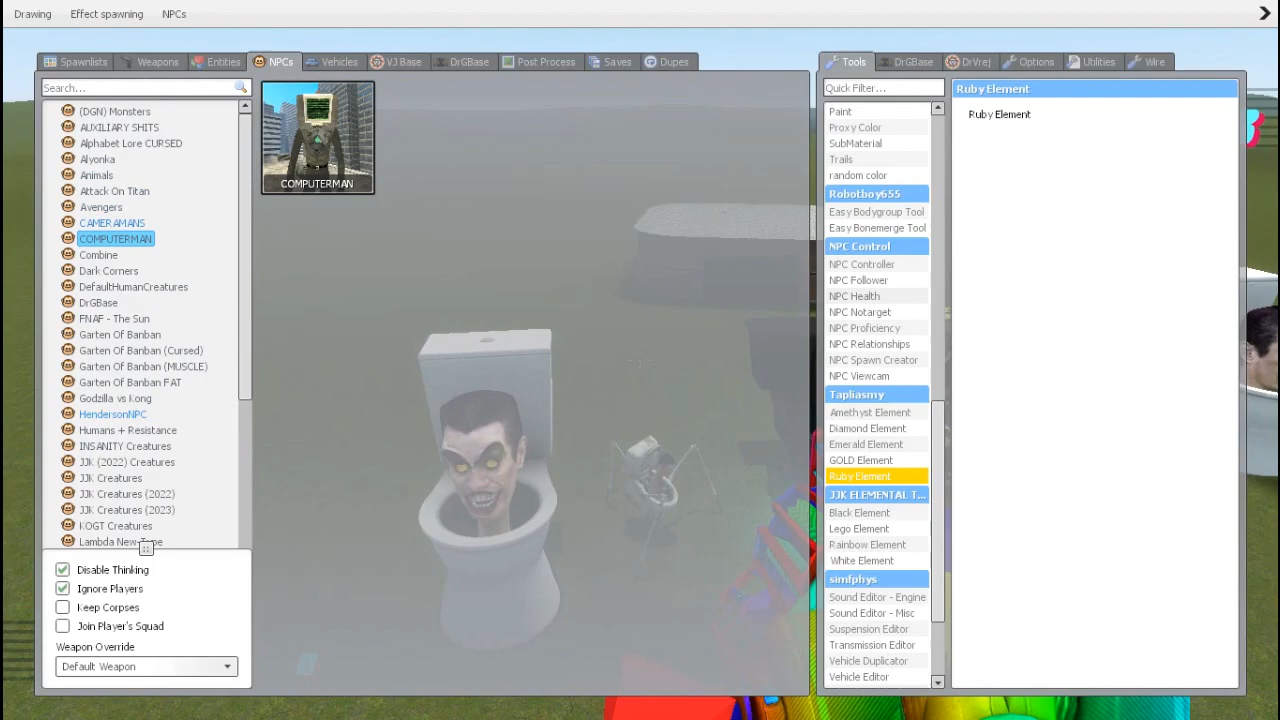 Drawing Effect spawning NPCs
Spawnlists Weapons Entities NPCs Vehicles VJ Base DrGBase Post Process Saves Dupes
Search...
(DGN) Monsters
AUXILIARY SHITS
Alphabet Lore CURSED
Alyonka
Animals
Attack On Titan
Avengers
CAMERAMANS
COMPUTERMAN
Combine
Dark Corners
DefaultHumanCreatures
DrGBase
FNAF - The Sun
Garten Of Banban
Garten Of Banban (Cursed)
Garten Of Banban (MUSCLE)
Garten Of Banban FAT
Godzilla vs Kong
HendersonNPC
Humans + Resistance
INSANITY Creatures
JJK (2022) Creatures
JJK Creatures
JJK Creatures (2022)
JJK Creatures (2023)
KOGT Creatures
Lambda New-Type
Disable Thinking
Ignore Players
Keep Corpses
Join Player's Squad
Weapon Override
Default Weapon
COMPUTERMAN
Tools DrGBase DrVrej Options Utilities Wire
Quick Filter...
Paint
Proxy Color
SubMaterial
Trails
random color
Robotboy655
Easy Bodygroup Tool
Easy Bonemerge Tool
NPC Control
NPC Controller
NPC Follower
NPC Health
NPC Notarget
NPC Proficiency
NPC Relationships
NPC Spawn Creator
NPC Viewcam
Tapliasmy
Amethyst Element
Diamond Element
Emerald Element
GOLD Element
Ruby Element
JJK ELEMENTAL T...
Black Element
Lego Element
Rainbow Element
White Element
simfphys
Sound Editor - Engine
Sound Editor - Misc
Suspension Editor
Transmission Editor
Vehicle Duplicator
Vehicle Editor
Ruby Element
Ruby Element